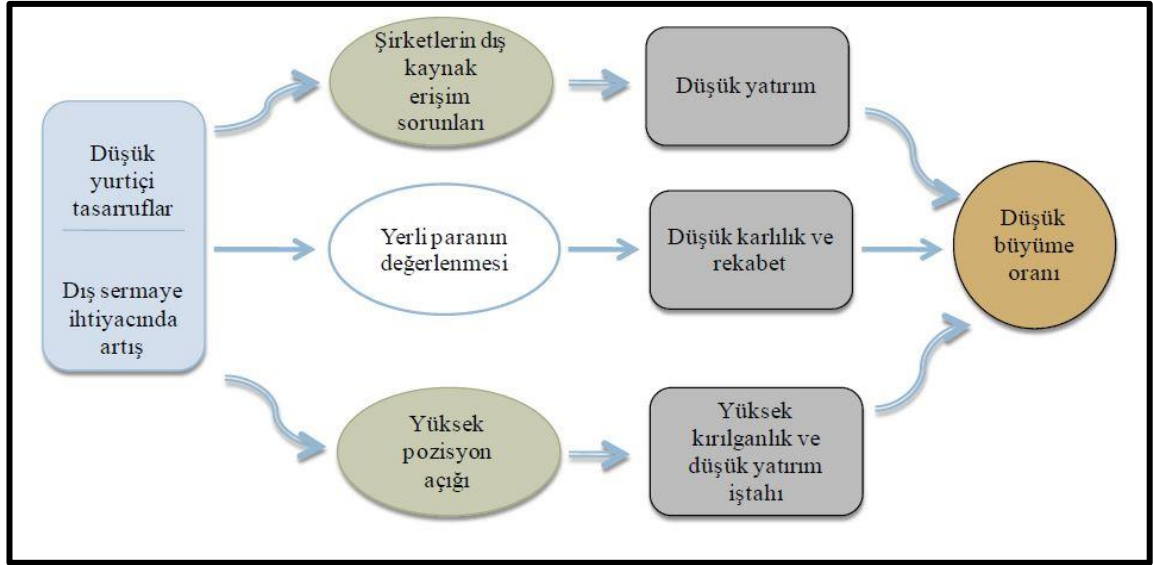 Düşük
yurtiçi
tasarruflar
Dış sermaye
ihtiyacında
artış
Şirketlerin dış
kaynak
erişim
sorunları
Düşük yatırım
Yerli paranın
değerlenmesi
Düşük karlılık ve
rekabet
Yüksek
pozisyon
açığı
Yüksek
kırılganlık ve
düşük yatırım
iştahı
Düşük
büyüme
oranı